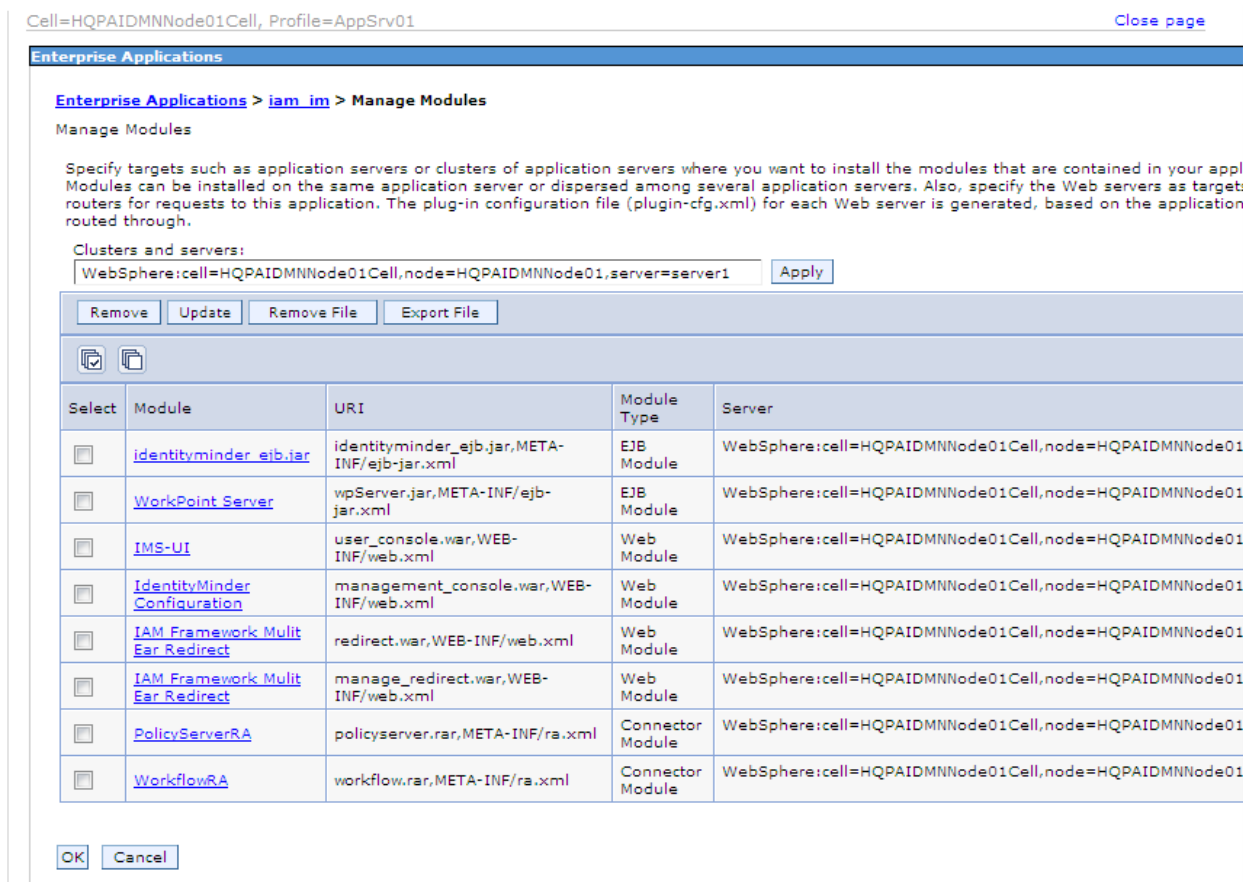 Cell=HQPAIDMNNode01Cell, Profile=AppSrv01
Close page
Enterprise Applications
Enterprise Applications > iam_im > Manage Modules
Manage Modules
Specify targets such as application servers or clusters of application servers where you want to install the modules that are contained in your appl
Modules can be installed on the same application server or dispersed among several application servers. Also, specify the Web servers as targets
routers for requests to this application. The plug-in configuration file (plugin-cfg.xml) for each Web server is generated, based on the application
routed through.
Clusters and servers:
WebSphere:cell=HQPAIDMNNode01Cell,node=HQPAIDMNNode01,server=server1 Apply
Remove Update Remove File Export File
Select Module URI Module Type Server
identityminder_ejb.jar identityminder_ejb.jar,META-INF/ejb-jar.xml EJB Module WebSphere:cell=HQPAIDMNNode01Cell,node=HQPAIDMNNode01
WorkPoint Server wpServer.jar,META-INF/ejb-jar.xml EJB Module WebSphere:cell=HQPAIDMNNode01Cell,node=HQPAIDMNNode01
IMS-UI user_console.war,WEB-INF/web.xml Web Module WebSphere:cell=HQPAIDMNNode01Cell,node=HQPAIDMNNode01
IdentityMinder Configuration management_console.war,WEB-INF/web.xml Web Module WebSphere:cell=HQPAIDMNNode01Cell,node=HQPAIDMNNode01
IAM Framework Mulit Ear Redirect redirect.war,WEB-INF/web.xml Web Module WebSphere:cell=HQPAIDMNNode01Cell,node=HQPAIDMNNode01
IAM Framework Mulit Ear Redirect manage_redirect.war,WEB-INF/web.xml Web Module WebSphere:cell=HQPAIDMNNode01Cell,node=HQPAIDMNNode01
PolicyServerRA policyserver.rar,META-INF/ra.xml Connector Module WebSphere:cell=HQPAIDMNNode01Cell,node=HQPAIDMNNode01
WorkflowRA workflow.rar,META-INF/ra.xml Connector Module WebSphere:cell=HQPAIDMNNode01Cell,node=HQPAIDMNNode01
OK Cancel